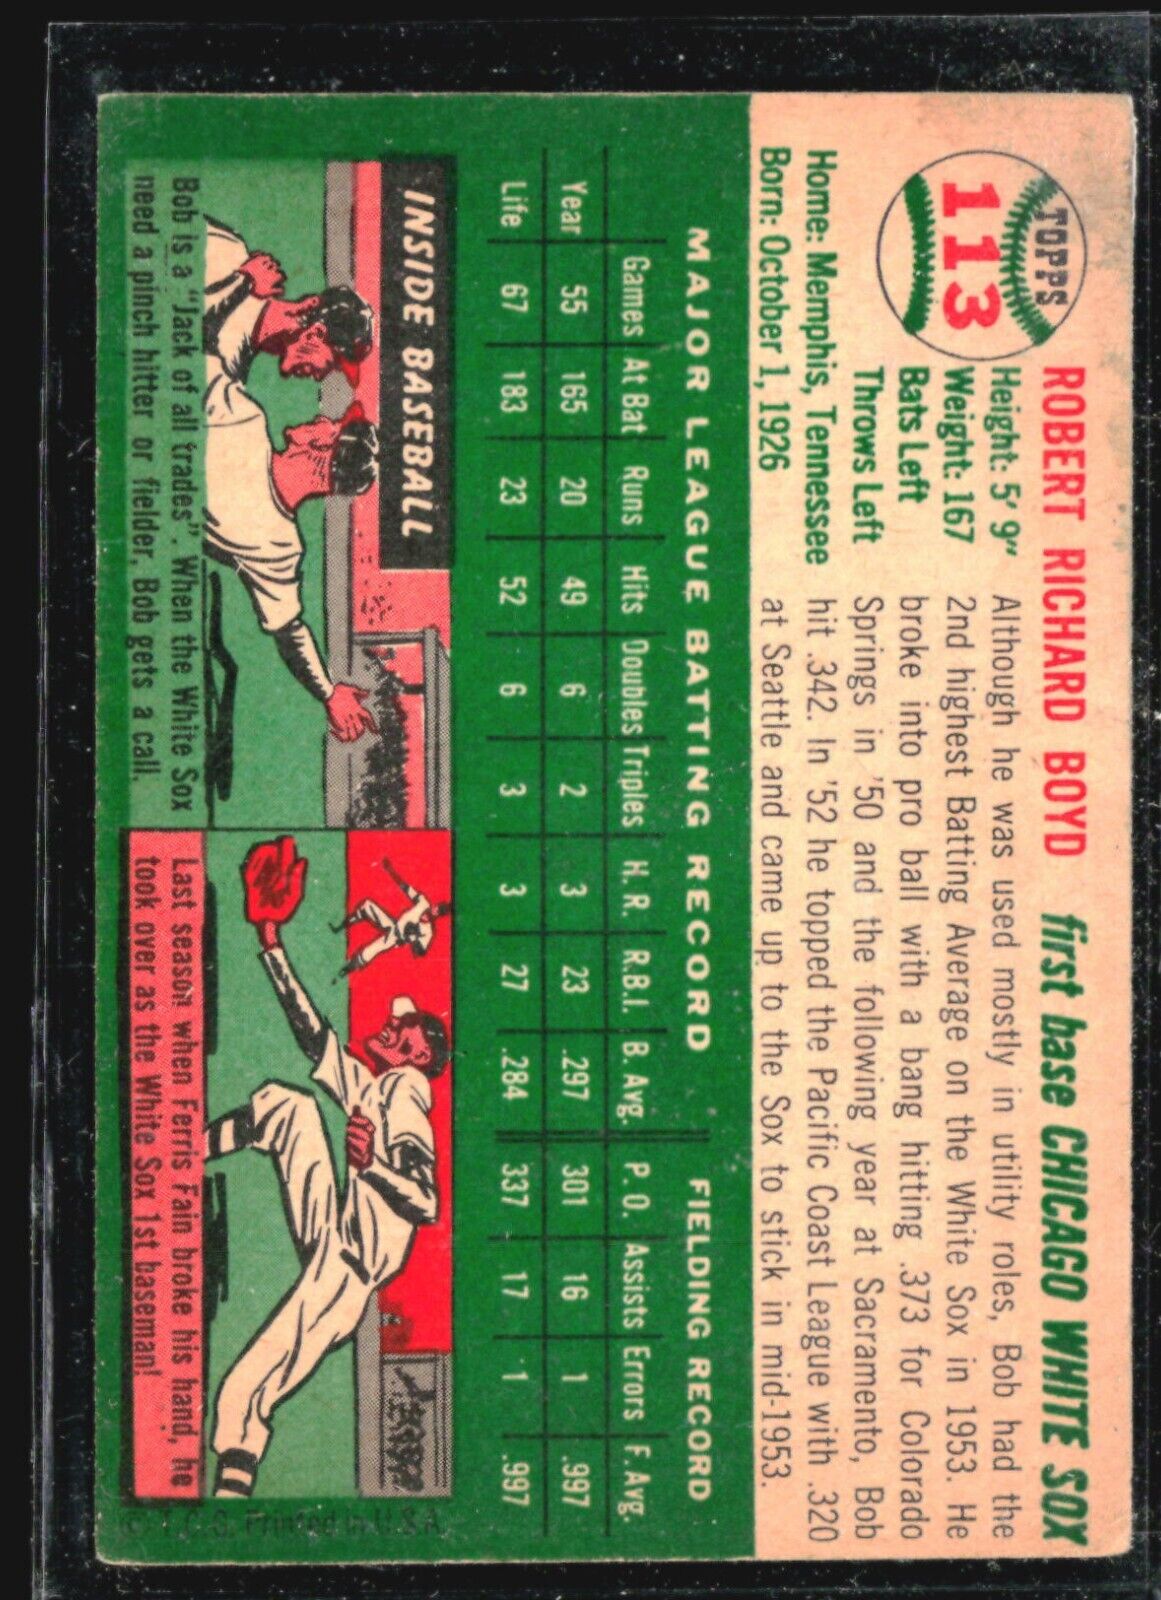 TOPPS
113
ROBERT RICHARD BOYD first base CHICAGO WHITE SOX
Height: 5' 9"
Weight: 167
Bats Left
Throws Left
Home: Memphis, Tennessee
Born: October 1, 1926
Although he was used mostly in utility roles, Bob had the
2nd highest Batting Average on the White Sox in 1953. He
broke into pro ball with a bang hitting .373 for Colorado
Springs in '50 and the following year at Sacramento, Bob
hit .342. In '52 he topped the Pacific Coast League with .320
at Seattle and came up to the Sox to stick in mid-1953.
MAJOR LEAGUE BATTING RECORD FIELDING RECORD
Games At Bat Runs Hits Doubles Triples H. R. R.B.I. B. Avg. P. O. Assists Errors F. Avg.
Year 55 165 20 49 6 2 3 23 .297 301 16 1 .997
Life 67 183 23 52 6 3 3 27 .284 337 17 1 .997
INSIDE BASEBALL
Bob is a "Jack of all trades". When the White Sox
need a pinch hitter or fielder, Bob gets a call.
Last season when Ferris Fain broke his hand, he
took over as the White Sox 1st baseman!
© T.C.G. Printed in U.S.A.